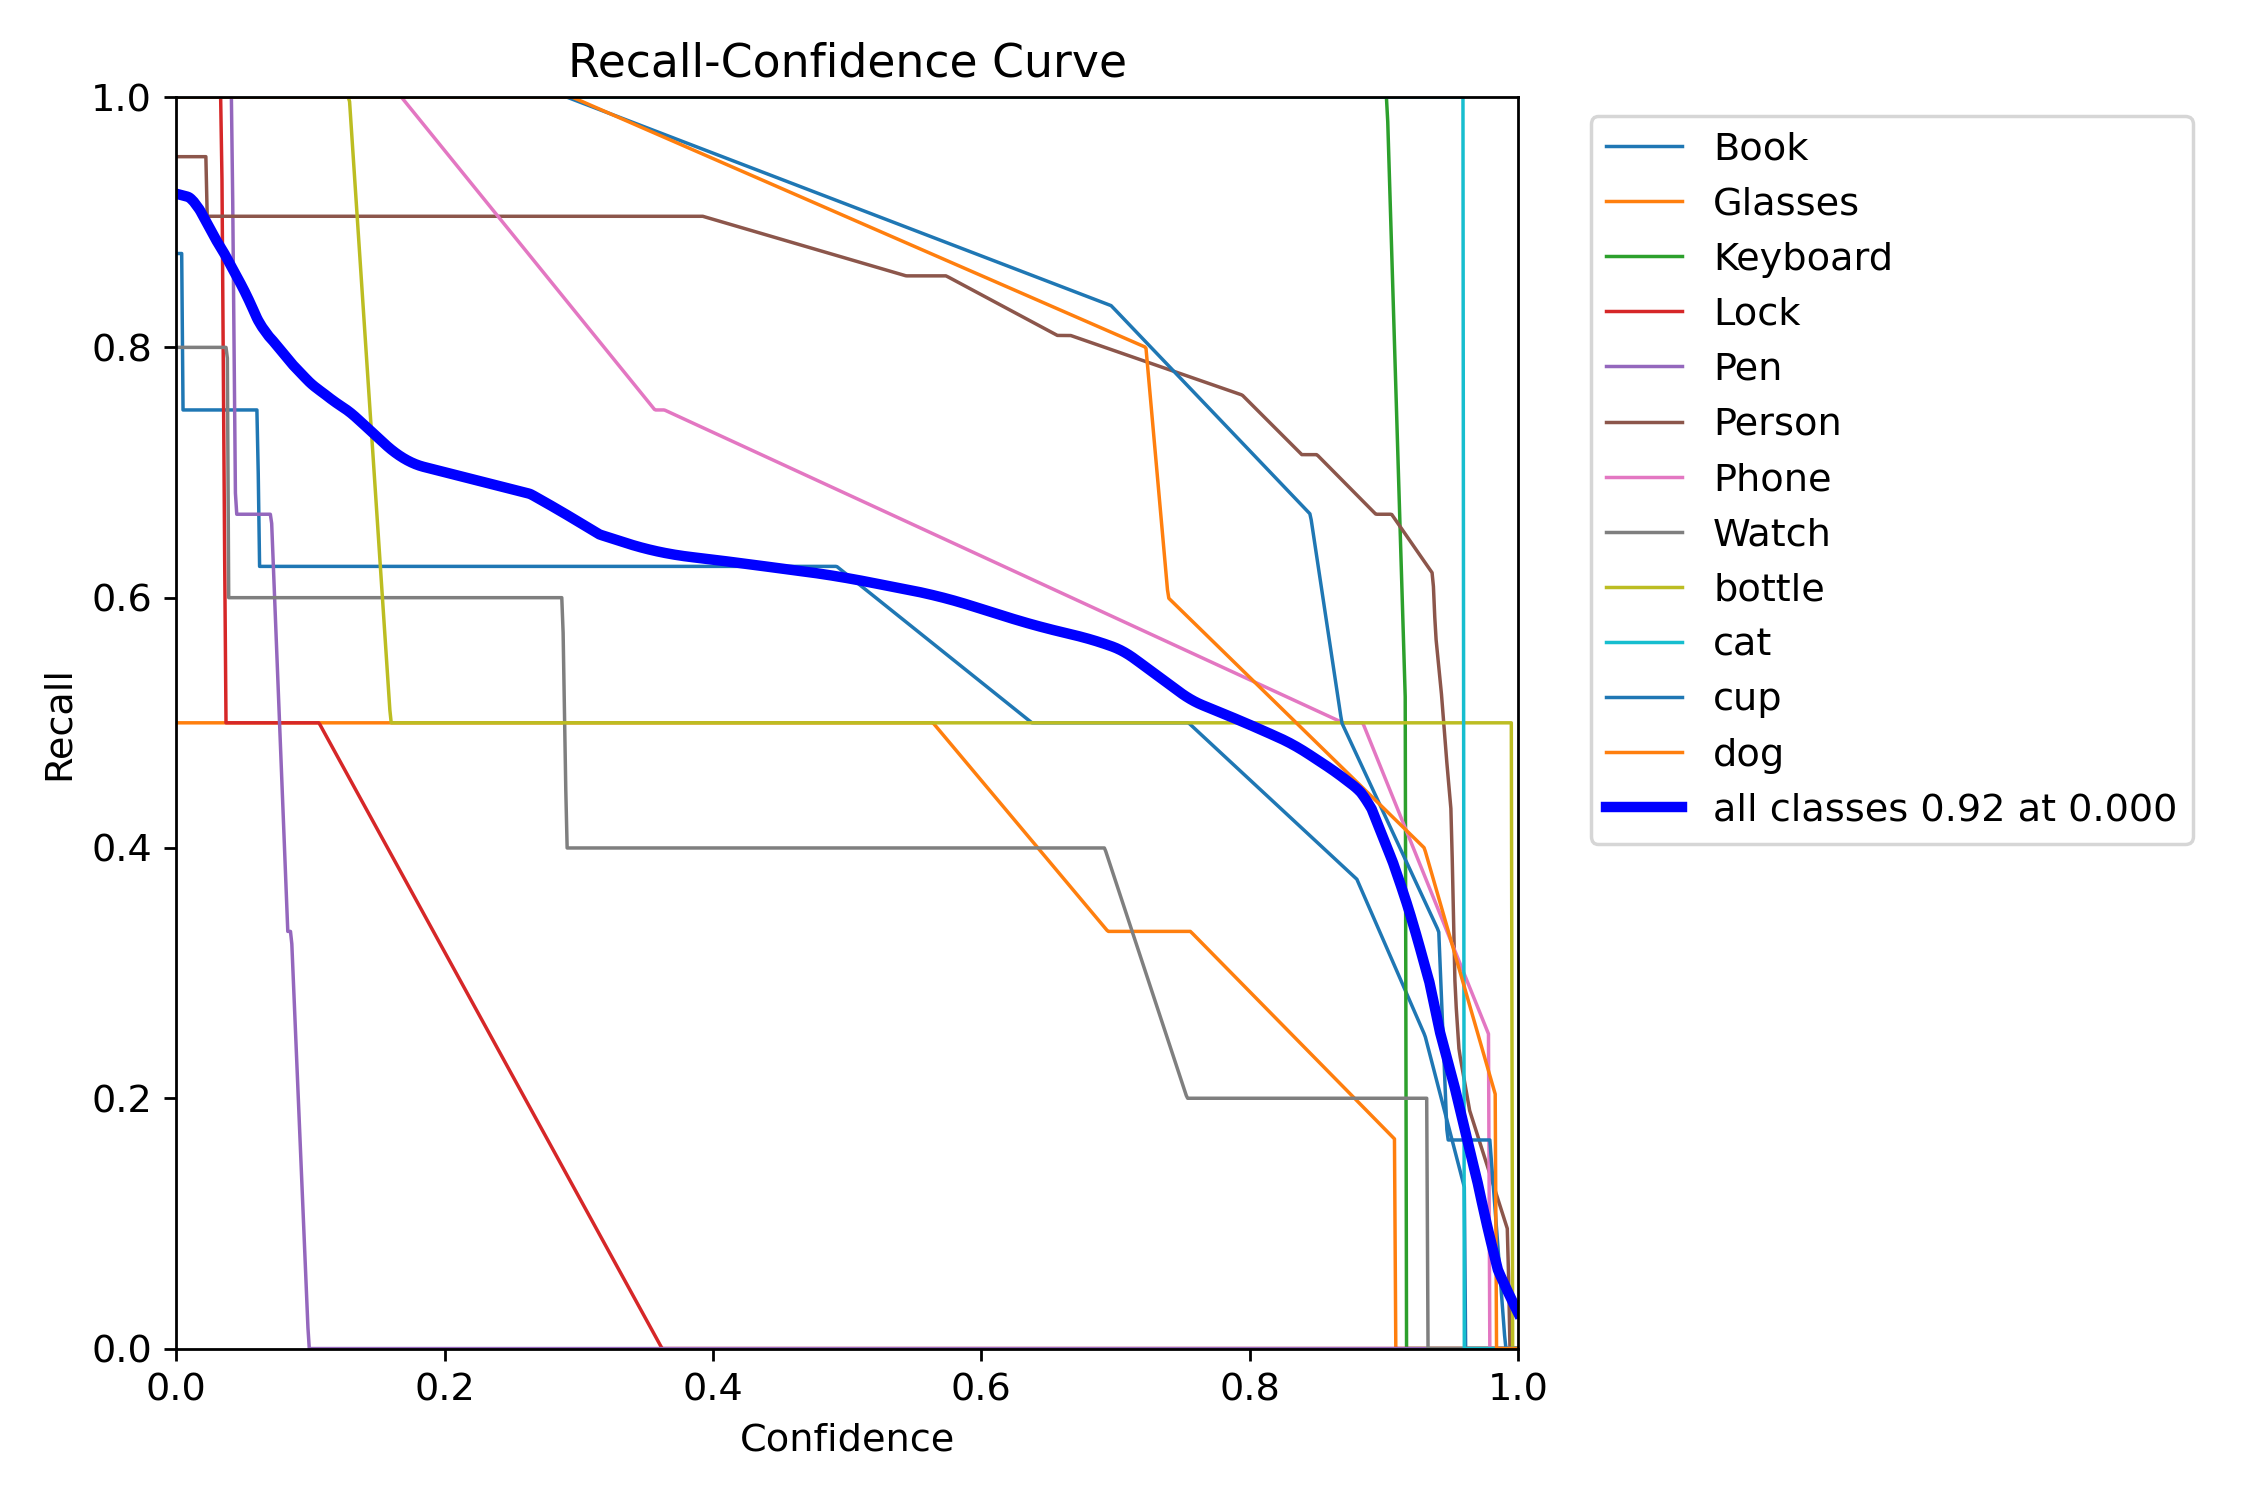 Recall-Confidence Curve
1.0
0.8
0.6
0.4
0.2
0.0
Recall
0.0 0.2 0.4 0.6 0.8 1.0
Confidence
Book
Glasses
Keyboard
Lock
Pen
Person
Phone
Watch
bottle
cat
cup
dog
all classes 0.92 at 0.000